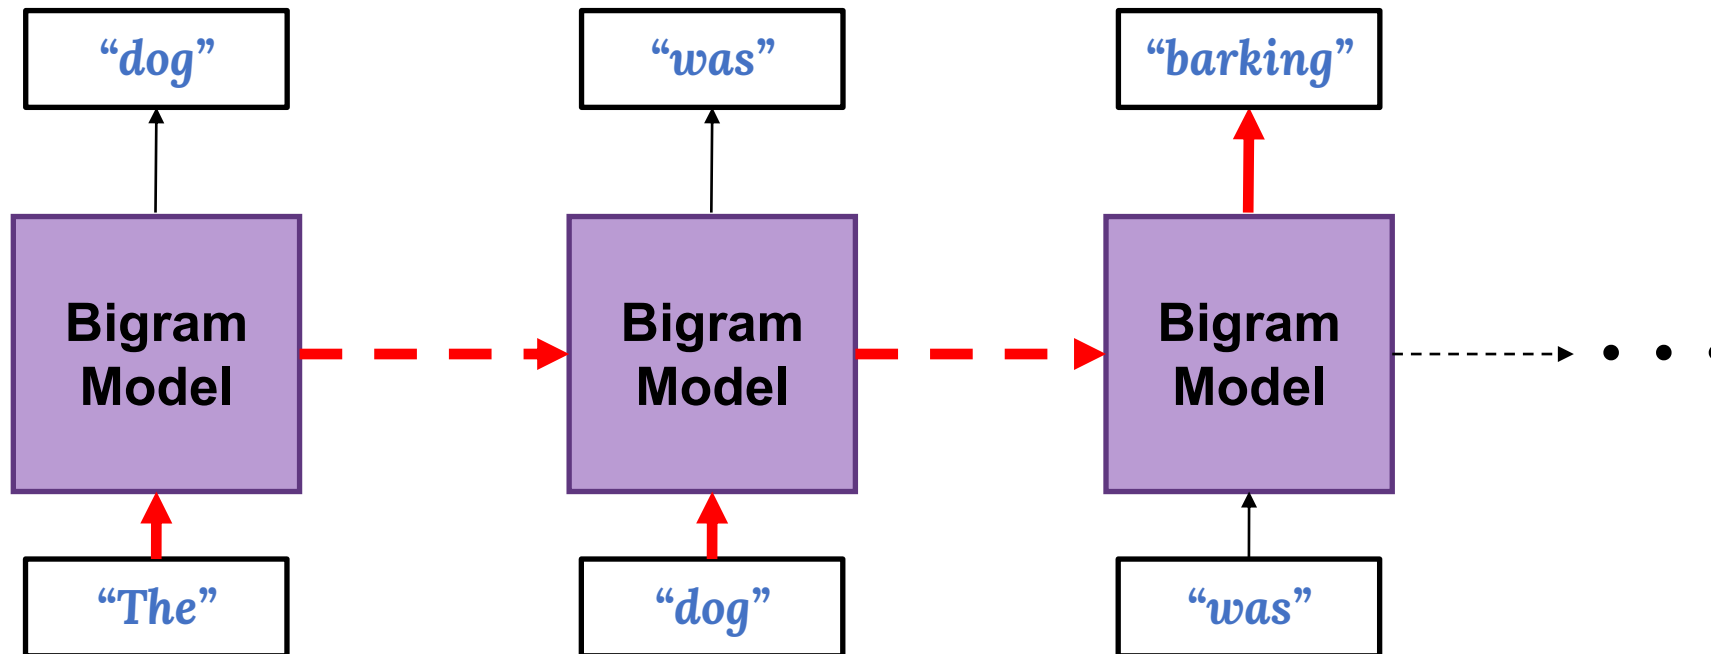 “dog”
“was”
“barking”
Bigram
Model
Bigram
Model
Bigram
Model
• • •
“The”
“dog”
“was”